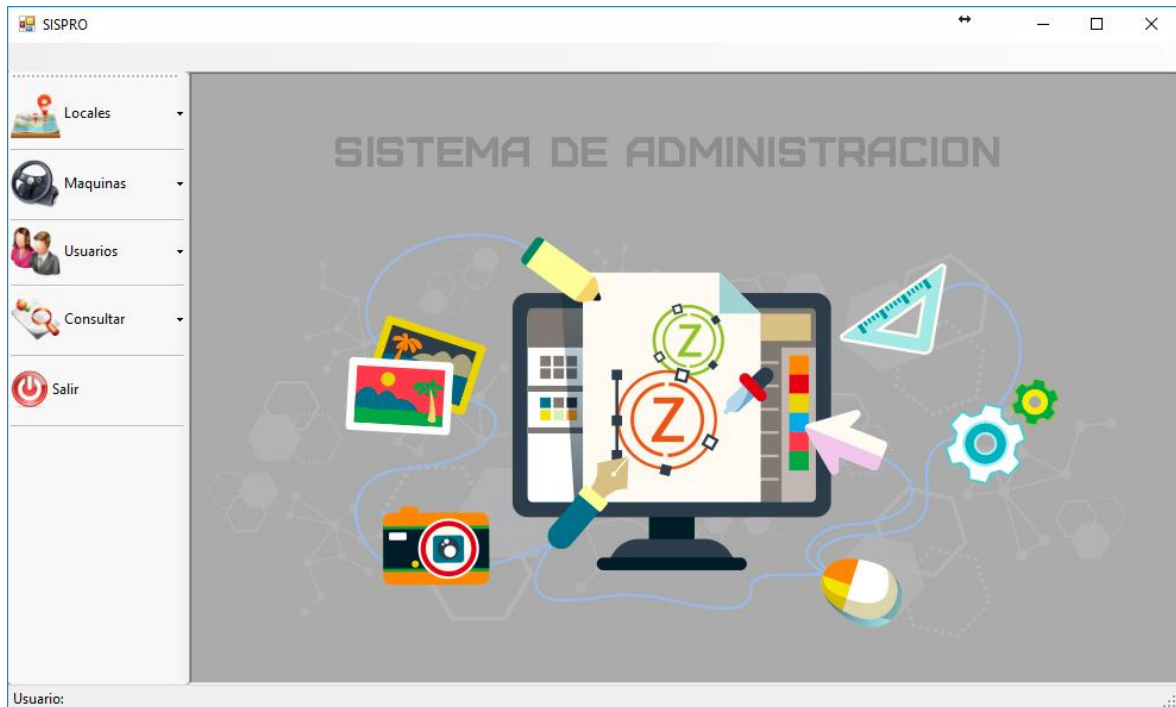 SISPRO
Locales
Maquinas
Usuarios
Consultar
Salir
SISTEMA DE ADMINISTRACION
Z
Z
Usuario: